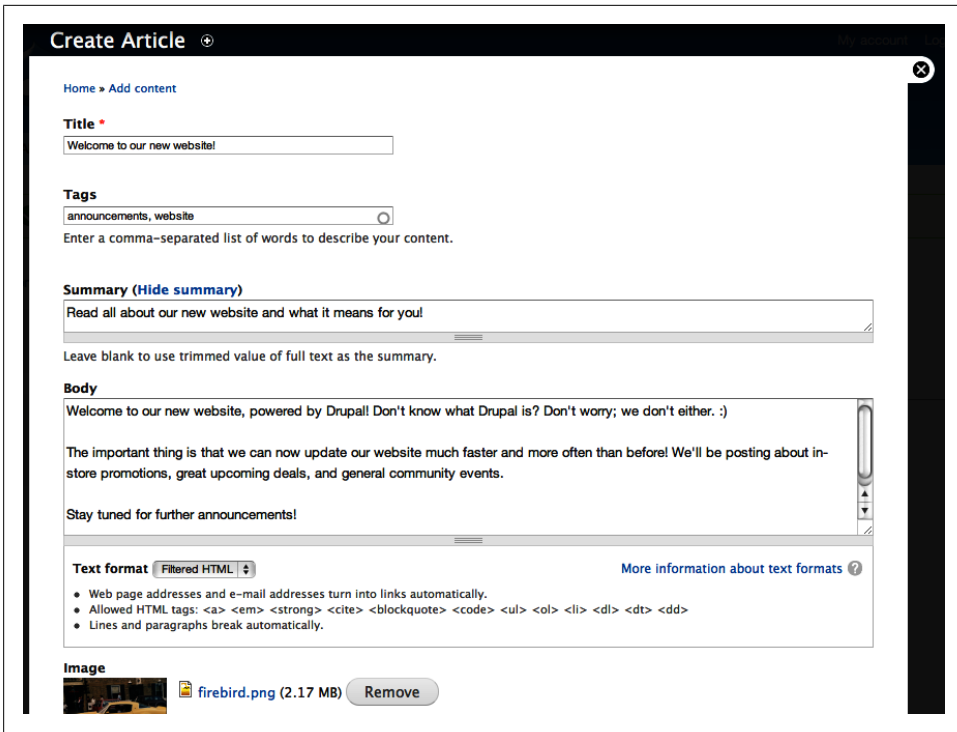 Create Article
My account Log
Home » Add content
Title *
Welcome to our new website!
Tags
announcements, website
Enter a comma-separated list of words to describe your content.
Summary (Hide summary)
Read all about our new website and what it means for you!
Leave blank to use trimmed value of full text as the summary.
Body
Welcome to our new website, powered by Drupal! Don't know what Drupal is? Don't worry; we don't either. :)
The important thing is that we can now update our website much faster and more often than before! We'll be posting about in-
store promotions, great upcoming deals, and general community events.
Stay tuned for further announcements!
Text format Filtered HTML More information about text formats ?
• Web page addresses and e-mail addresses turn into links automatically.
• Allowed HTML tags: <a> <em> <strong> <cite> <blockquote> <code> <ul> <ol> <li> <dl> <dt> <dd>
• Lines and paragraphs break automatically.
Image
firebird.png (2.17 MB) Remove